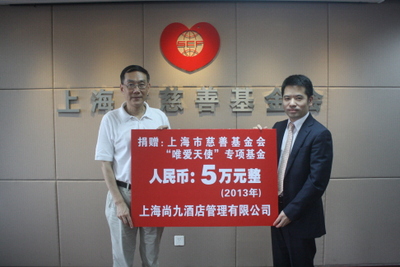 上海 慈善基金会
捐赠：上海市慈善基金会
“唯爱天使”专项基金
人民币：5万元整
(2013年)
上海尚九酒店管理有限公司